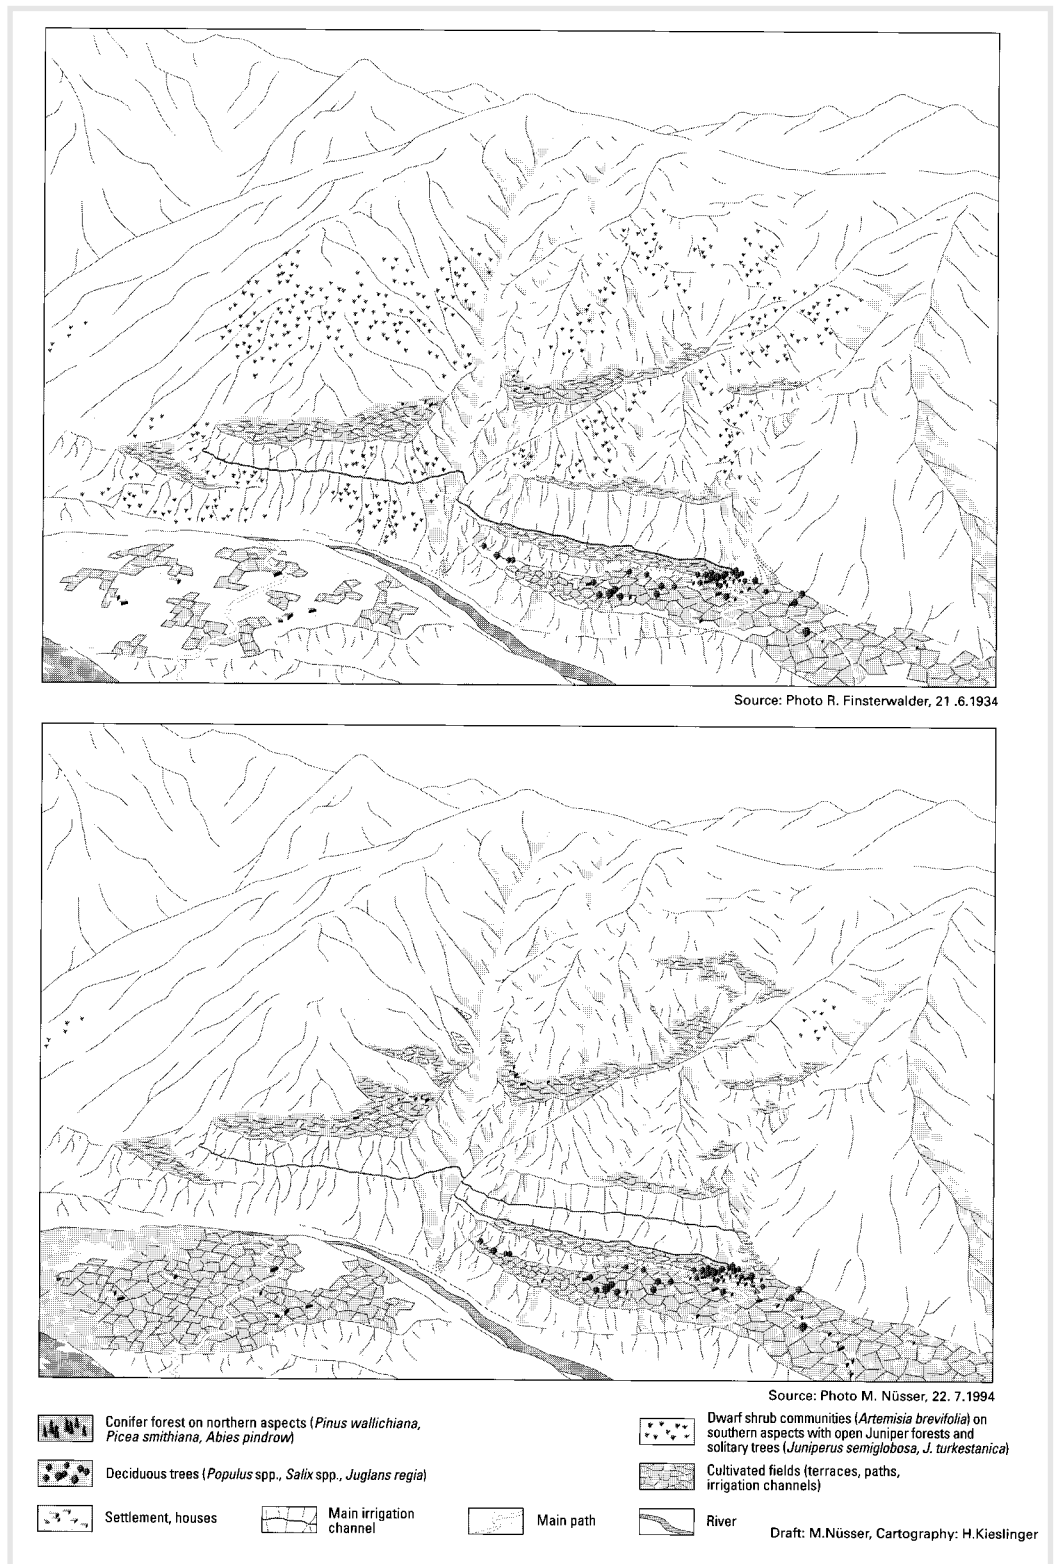 Source: Photo R. Finsterwalder, 21 .6.1934
Source: Photo M. Nüsser, 22. 7.1994
Conifer forest on northern aspects (Pinus wallichiana,
Picea smithiana, Abies pindrow)
Deciduous trees (Populus spp., Salix spp., Juglans regia)
Settlement, houses
Main irrigation
channel
Main path
Dwarf shrub communities (Artemisia brevifolia) on
southern aspects with open Juniper forests and
solitary trees (Juniperus semiglobosa, J. turkestanica)
Cultivated fields (terraces, paths,
irrigation channels)
River
Draft: M.Nüsser, Cartography: H.Kieslinger